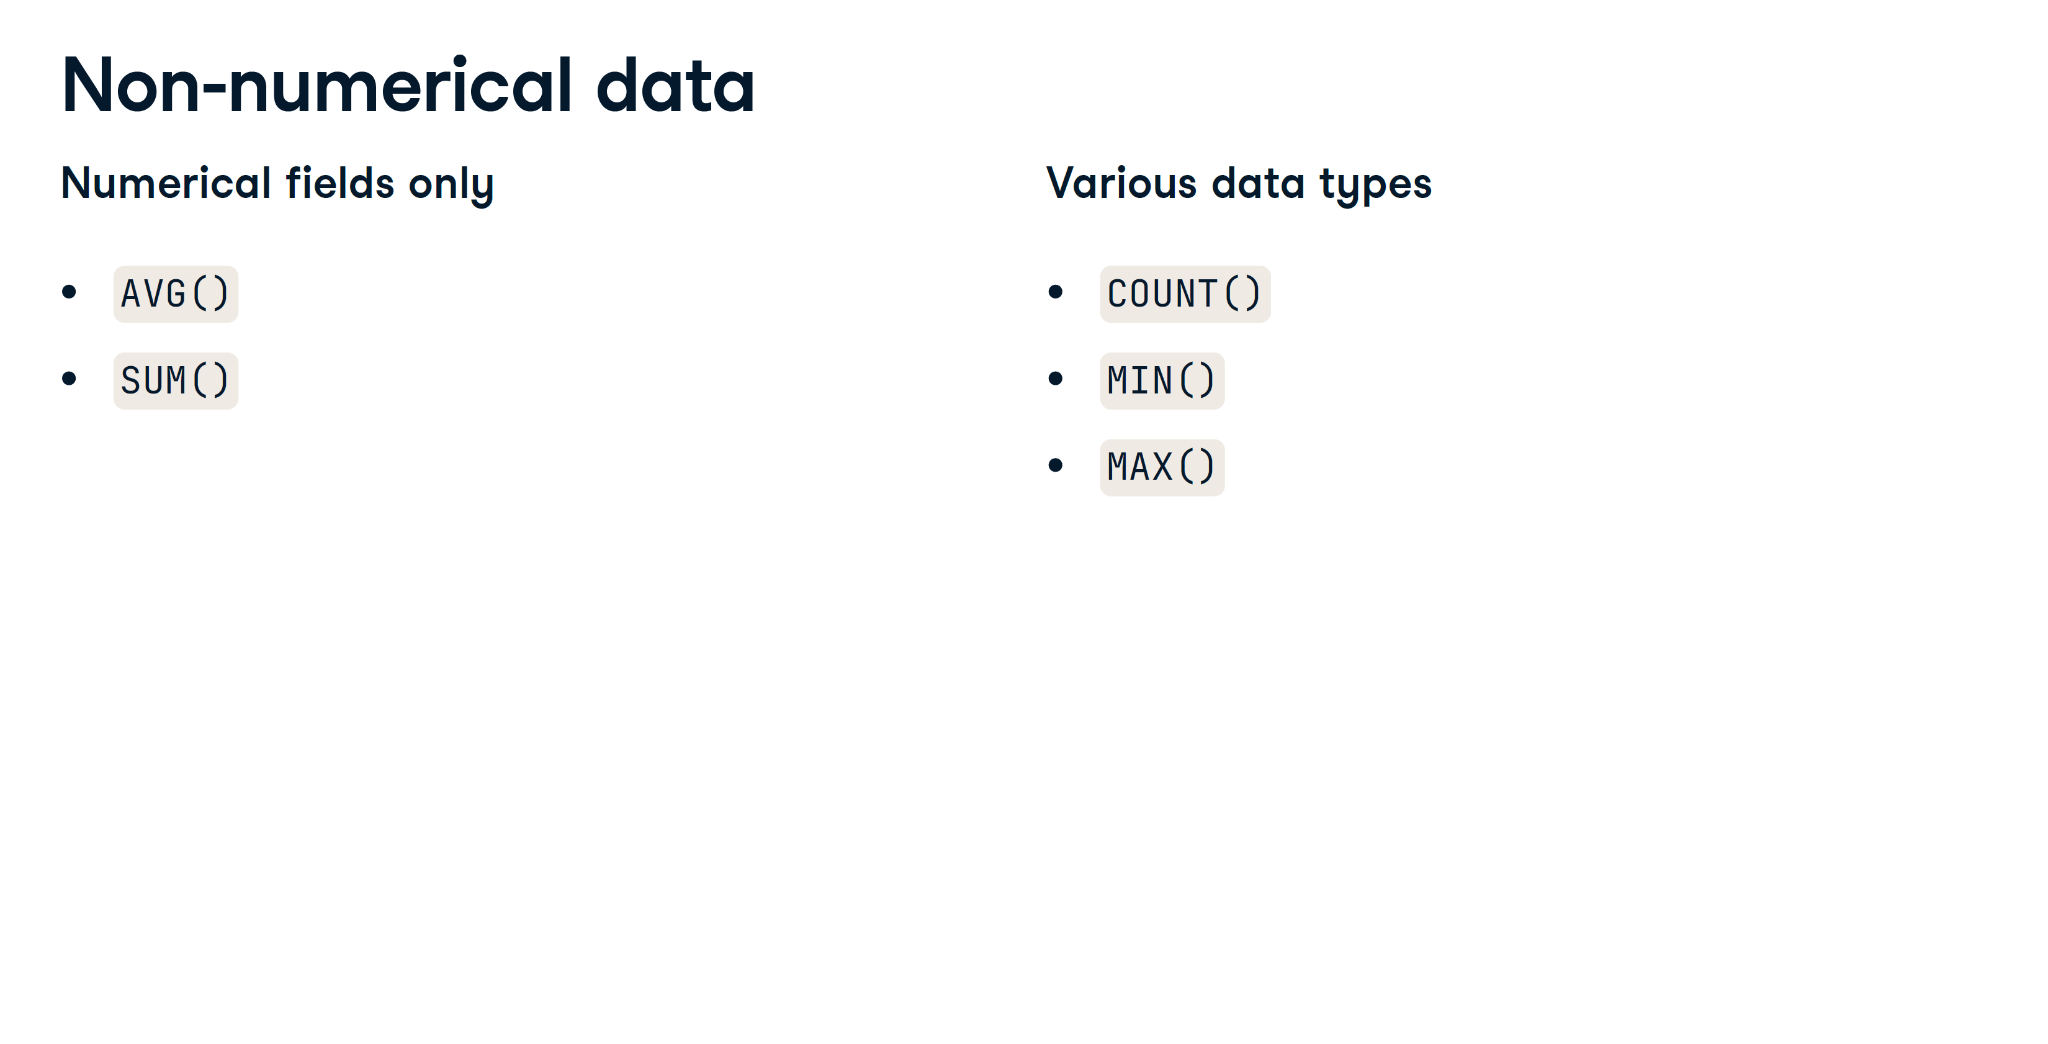 Non-numerical data
Numerical fields only
• AVG()
• SUM()
Various data types
• COUNT()
• MIN()
• MAX()